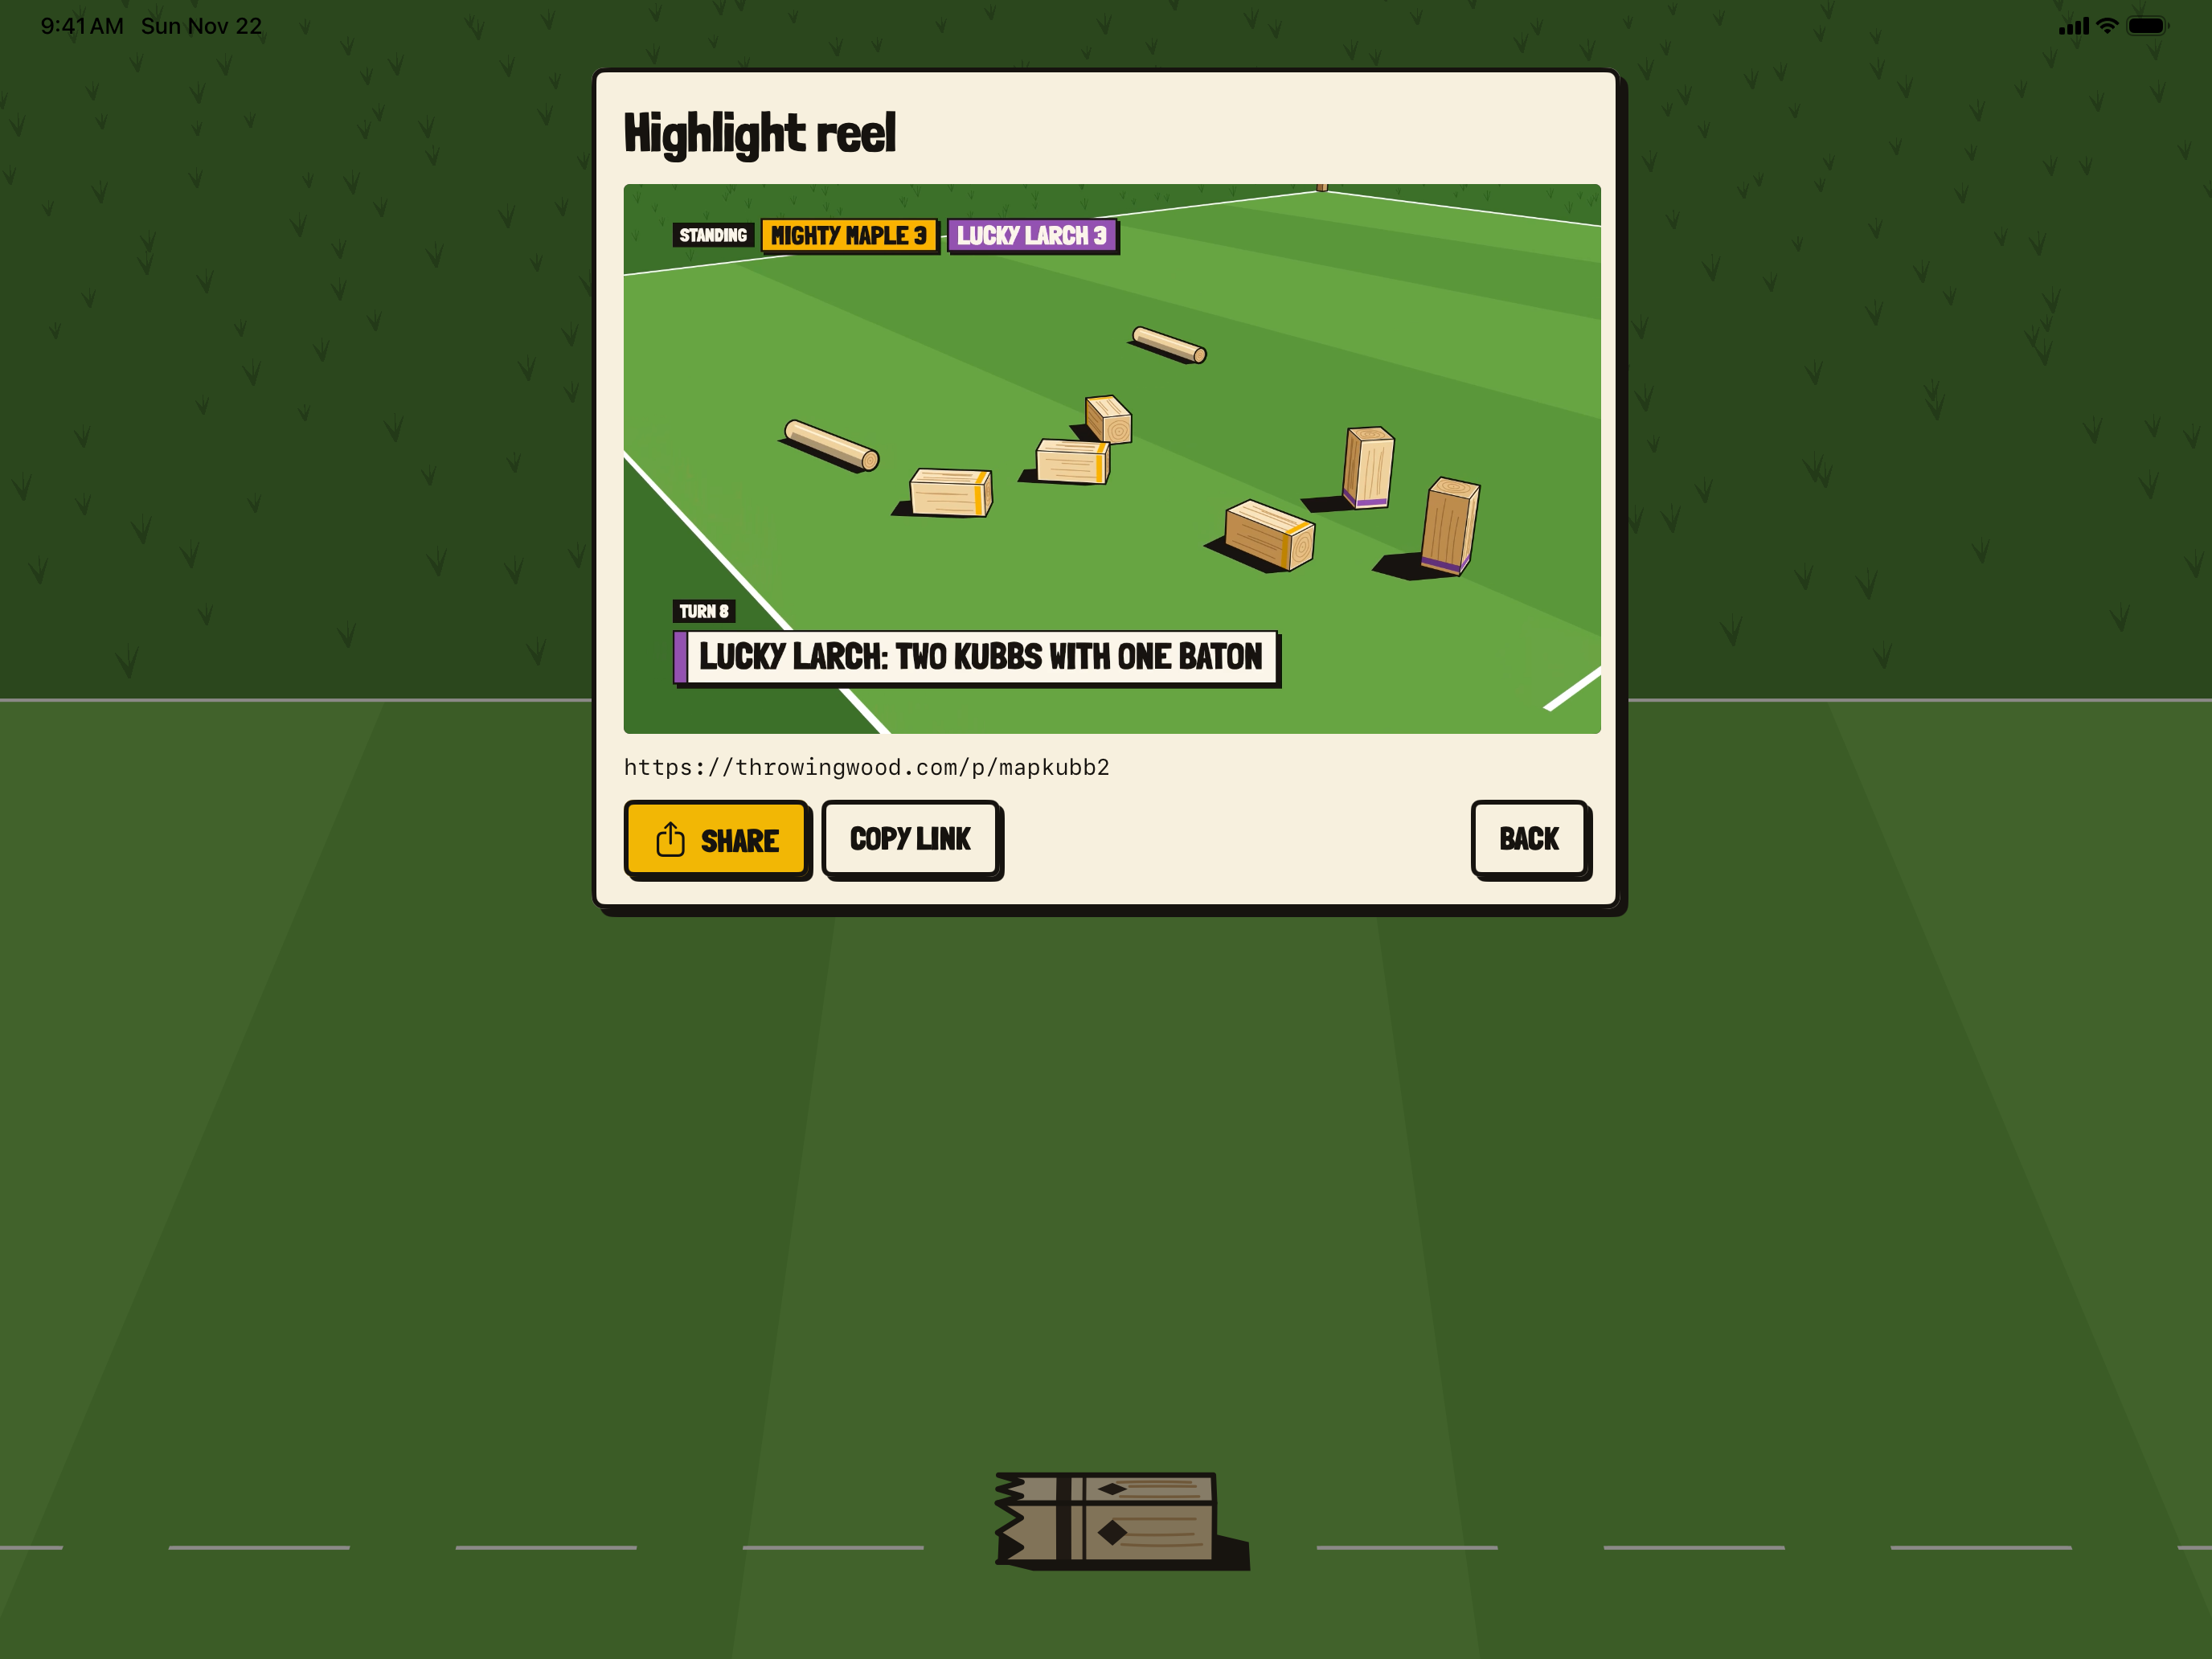 9:41 AM Sun Nov 22
Highlight reel
STANDING MIGHTY MAPLE 3 LUCKY LARCH 3
TURN 8
LUCKY LARCH: TWO KUBBS WITH ONE BATON
https://throwingwood.com/p/mapkubb2
SHARE COPY LINK BACK